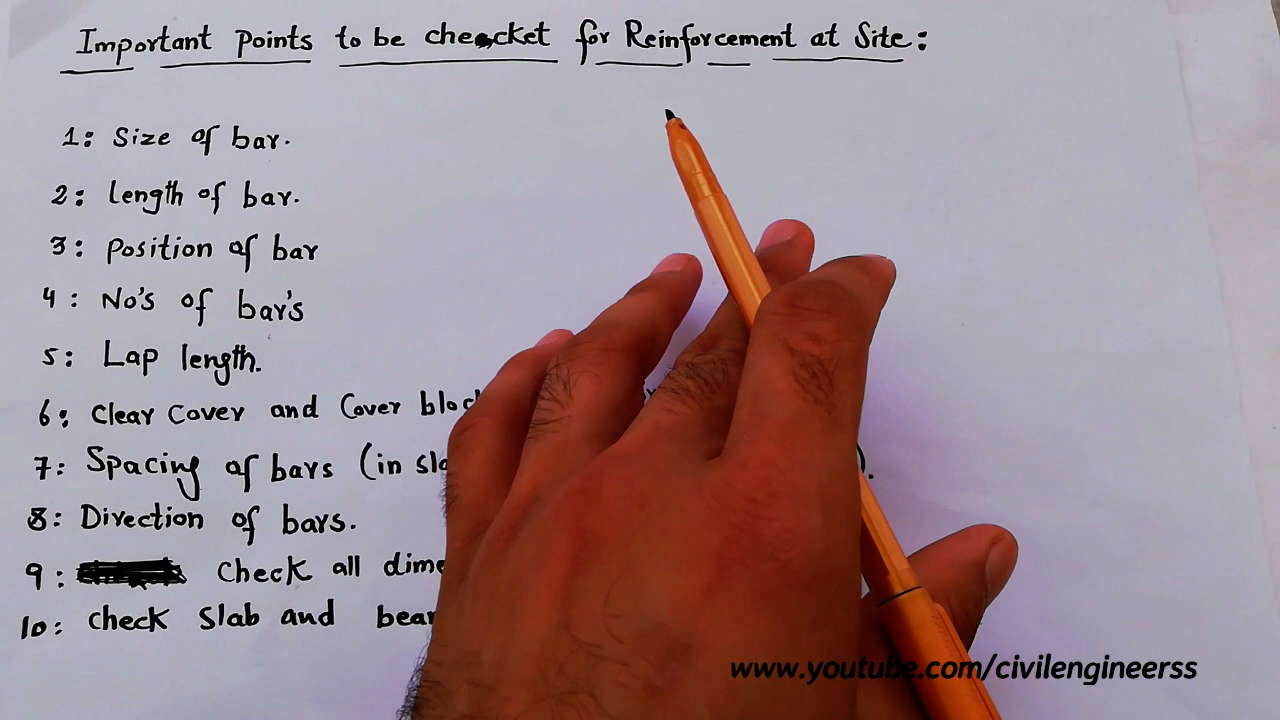 Important Points to be checket for Reinforcement at Site:
1: Size of bar.
2: length of bar.
3: Position of bar
4: No's of bar's
5: Lap length.
6: Clear Cover and Cover
7: Spacing of bars (in
8: Direction of bars.
9: Check all
10: check Slab and
www.youtube.com/civilengineerss